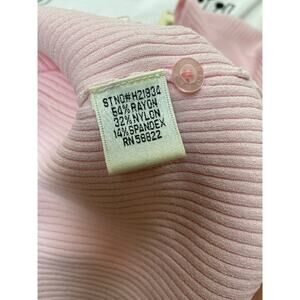 STNO#H21934
54% RAYON
32% NYLON
14% SPANDEX
RN 58822